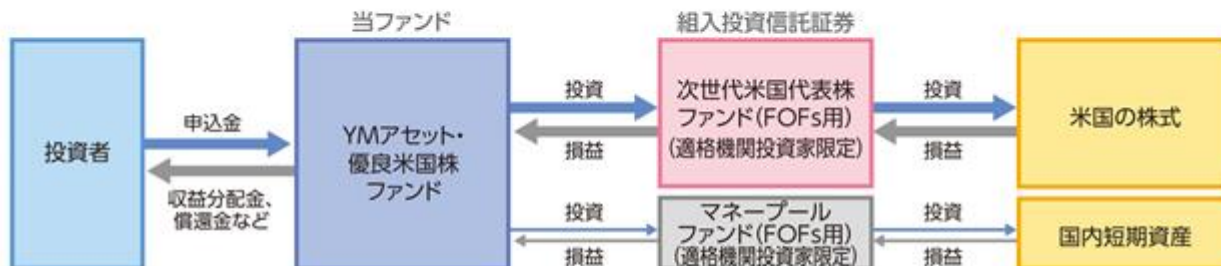 当ファンド
組入投資信託証券
投資者
申込金
収益分配金、
償還金など
YMアセット・
優良米国株
ファンド
投資
損益
次世代米国代表株
ファンド(FOFs用)
(適格機関投資家限定)
投資
損益
米国の株式
投資
損益
マネープール
ファンド(FOFs用)
(適格機関投資家限定)
投資
損益
国内短期資産